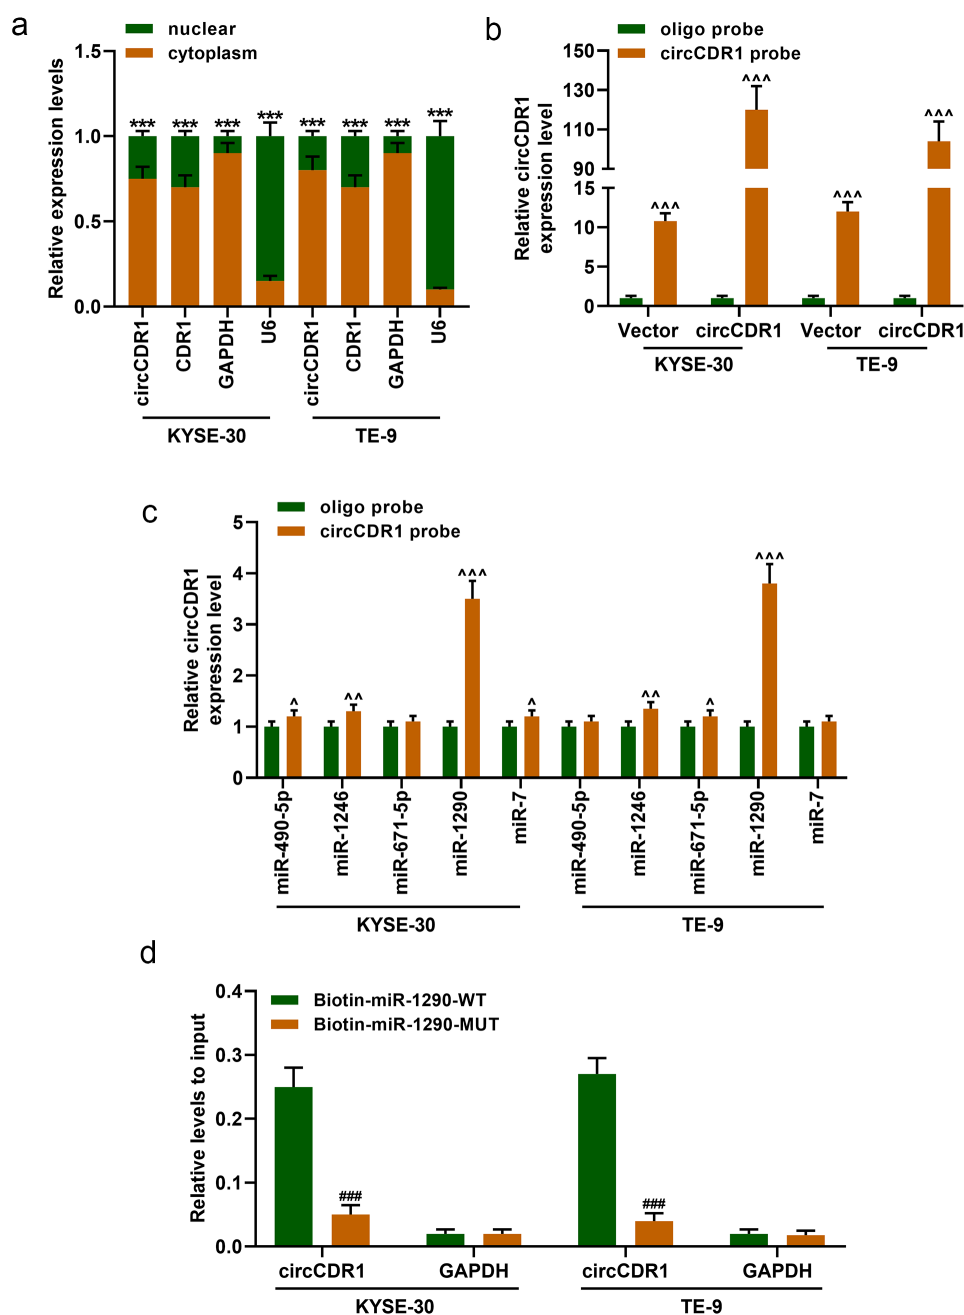 a
nuclear
cytoplasm
Relative expression levels
1.5
1.0
0.5
0.0
*** *** *** *** *** *** *** ***
circCDR1 CDR1 GAPDH U6 circCDR1 CDR1 GAPDH U6
KYSE-30 TE-9
b
oligo probe
circCDR1 probe
Relative circCDR1
expression level
150
130
110
90
15
10
5
0
^^^ ^^^ ^^^ ^^^
Vector circCDR1 Vector circCDR1
KYSE-30 TE-9
c
oligo probe
circCDR1 probe
Relative circCDR1
expression level
5
4
3
2
1
0
^ ^^ ^^^ ^ ^^ ^ ^^^
miR-490-5p miR-1246 miR-671-5p miR-1290 miR-7 miR-490-5p miR-1246 miR-671-5p miR-1290 miR-7
KYSE-30 TE-9
d
Biotin-miR-1290-WT
Biotin-miR-1290-MUT
Relative levels to input
0.4
0.3
0.2
0.1
0.0
### ###
circCDR1 GAPDH circCDR1 GAPDH
KYSE-30 TE-9